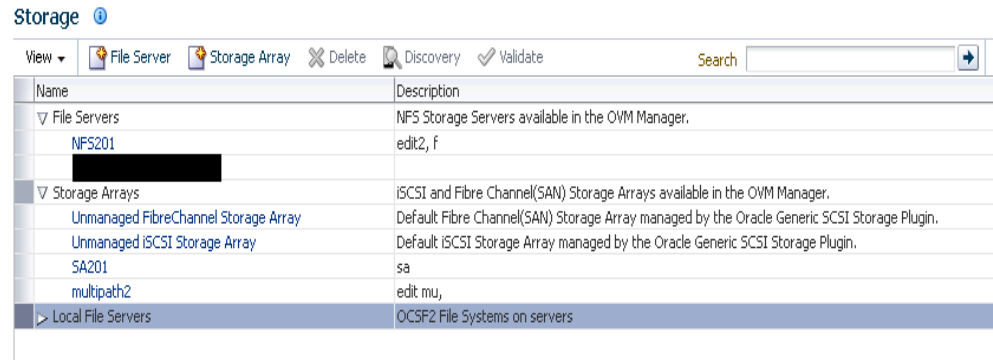 Storage
View File Server Storage Array Delete Discovery Validate Search
Name Description
File Servers NFS Storage Servers available in the OVM Manager.
NFS201 edit2, f
Storage Arrays iSCSI and Fibre Channel(SAN) Storage Arrays available in the OVM Manager.
Unmanaged FibreChannel Storage Array Default Fibre Channel(SAN) Storage Array managed by the Oracle Generic SCSI Storage Plugin.
Unmanaged iSCSI Storage Array Default iSCSI Storage Array managed by the Oracle Generic SCSI Storage Plugin.
SA201 sa
multipath2 edit mu,
Local File Servers OCSF2 File Systems on servers